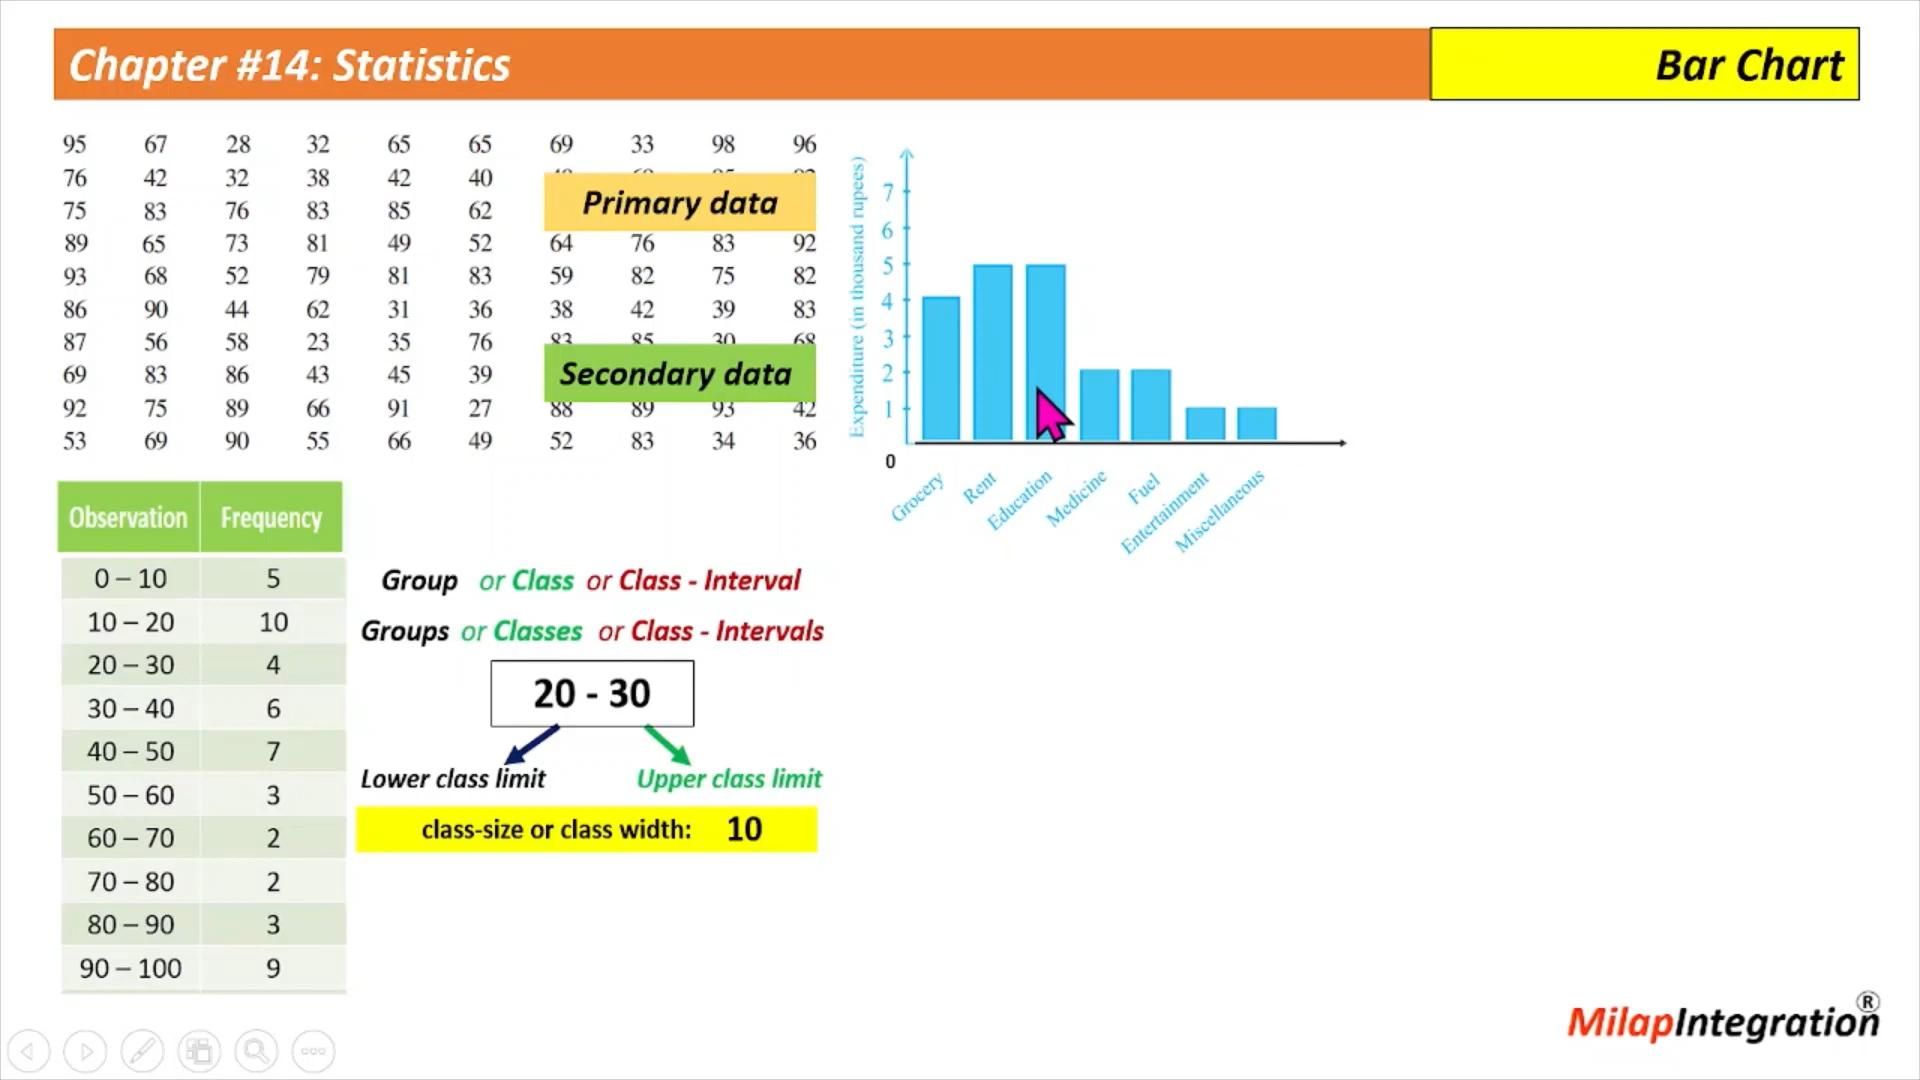 Chapter #14: Statistics
Bar Chart
95 67 28 32 65 65 69 33 98 96
76 42 32 38 42 40
75 83 76 83 85 62
Primary data
89 65 73 81 49 52 64 76 83 92
93 68 52 79 81 83 59 82 75 82
86 90 44 62 31 36 38 42 39 83
87 56 58 23 35 76 83 85 30 68
69 83 86 43 45 39
Secondary data
92 75 89 66 91 27 88 89 93 42
53 69 90 55 66 49 52 83 34 36
Expenditure (in thousand rupees)
7
6
5
4
3
2
1
0
Grocery
Rent
Education
Medicine
Fuel
Entertainment
Miscellaneous
Observation Frequency
0 – 10 5
10 – 20 10
20 – 30 4
30 – 40 6
40 – 50 7
50 – 60 3
60 – 70 2
70 – 80 2
80 – 90 3
90 – 100 9
Group or Class or Class - Interval
Groups or Classes or Class - Intervals
20 - 30
Lower class limit Upper class limit
class-size or class width: 10
MilapIntegration®